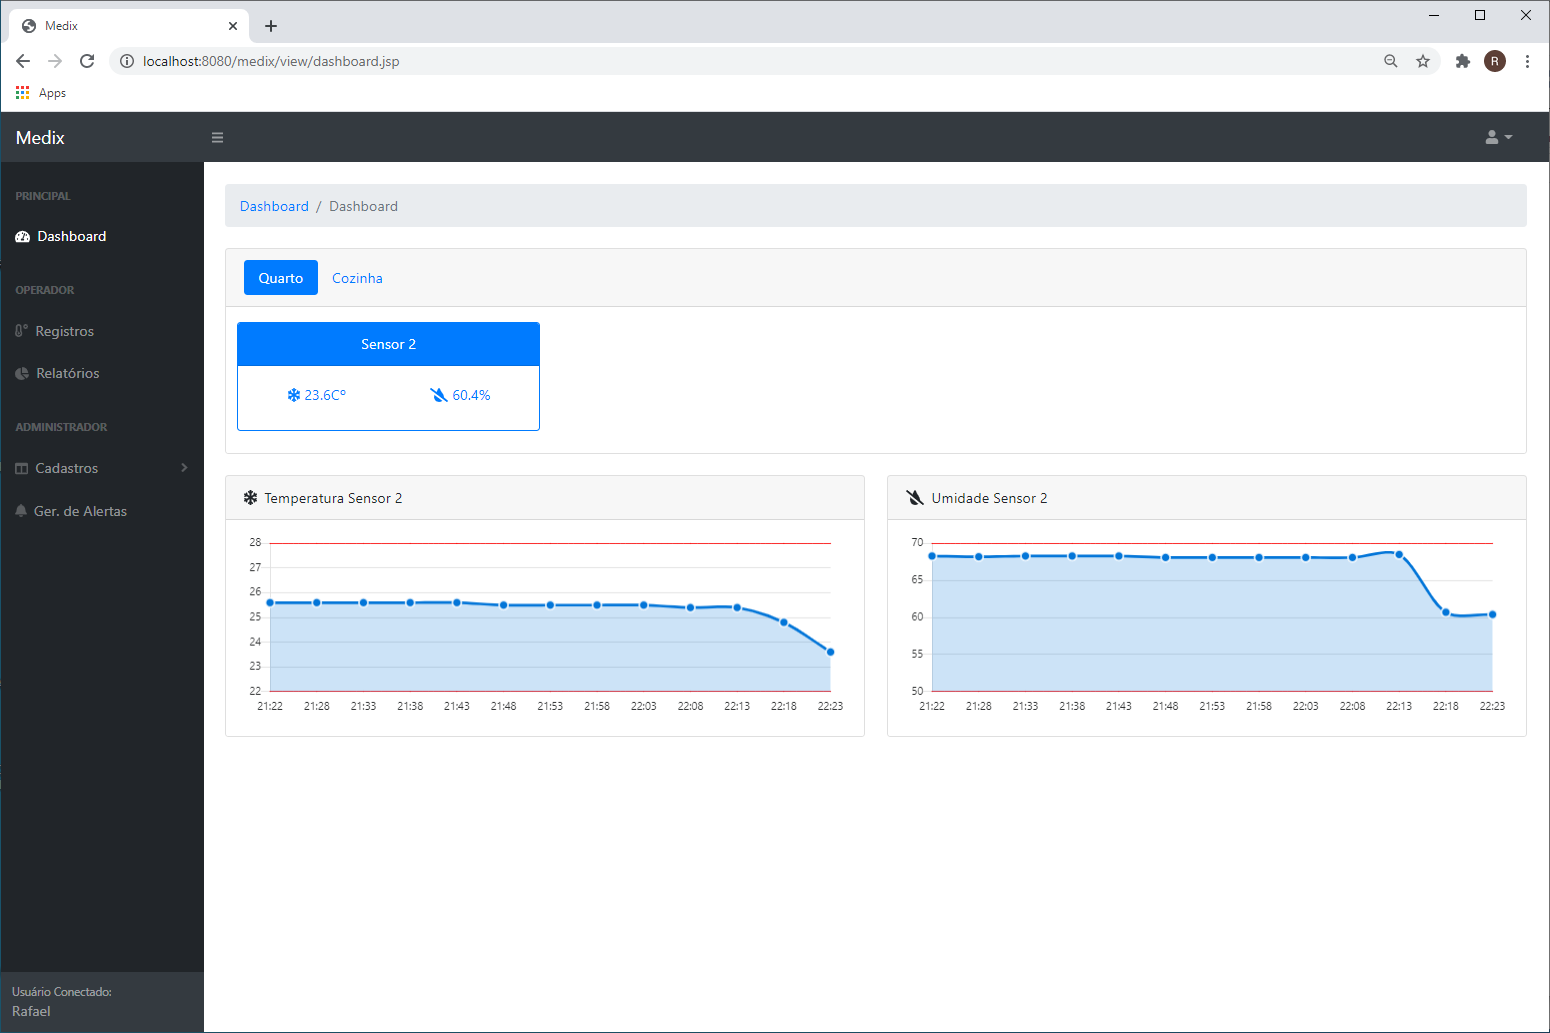 Medix
localhost:8080/medix/view/dashboard.jsp
R
Apps
Medix
PRINCIPAL
Dashboard
OPERADOR
Registros
Relatórios
ADMINISTRADOR
Cadastros
Ger. de Alertas
Usuário Conectado:
Rafael
Dashboard / Dashboard
Quarto Cozinha
Sensor 2
23.6Cº 60.4%
Temperatura Sensor 2
28
27
26
25
24
23
22
21:22 21:28 21:33 21:38 21:43 21:48 21:53 21:58 22:03 22:08 22:13 22:18 22:23
Umidade Sensor 2
70
65
60
55
50
21:22 21:28 21:33 21:38 21:43 21:48 21:53 21:58 22:03 22:08 22:13 22:18 22:23